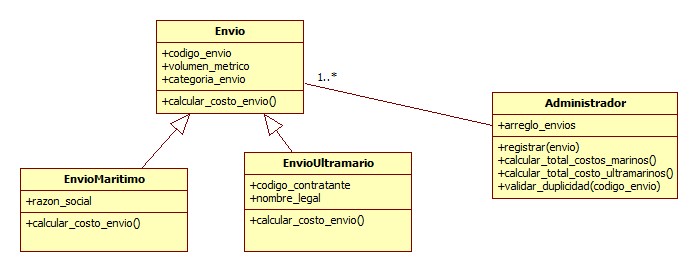 Envio
+codigo_envio
+volumen_metrico
+categoria_envio
+calcular_costo_envio()
1..*
Administrador
+arreglo_envios
+registrar(envio)
+calcular_total_costos_marinos()
+calcular_total_costo_ultramarinos()
+validar_duplicidad(codigo_envio)
EnvioMaritimo
+razon_social
+calcular_costo_envio()
EnvioUltramario
+codigo_contratante
+nombre_legal
+calcular_costo_envio()